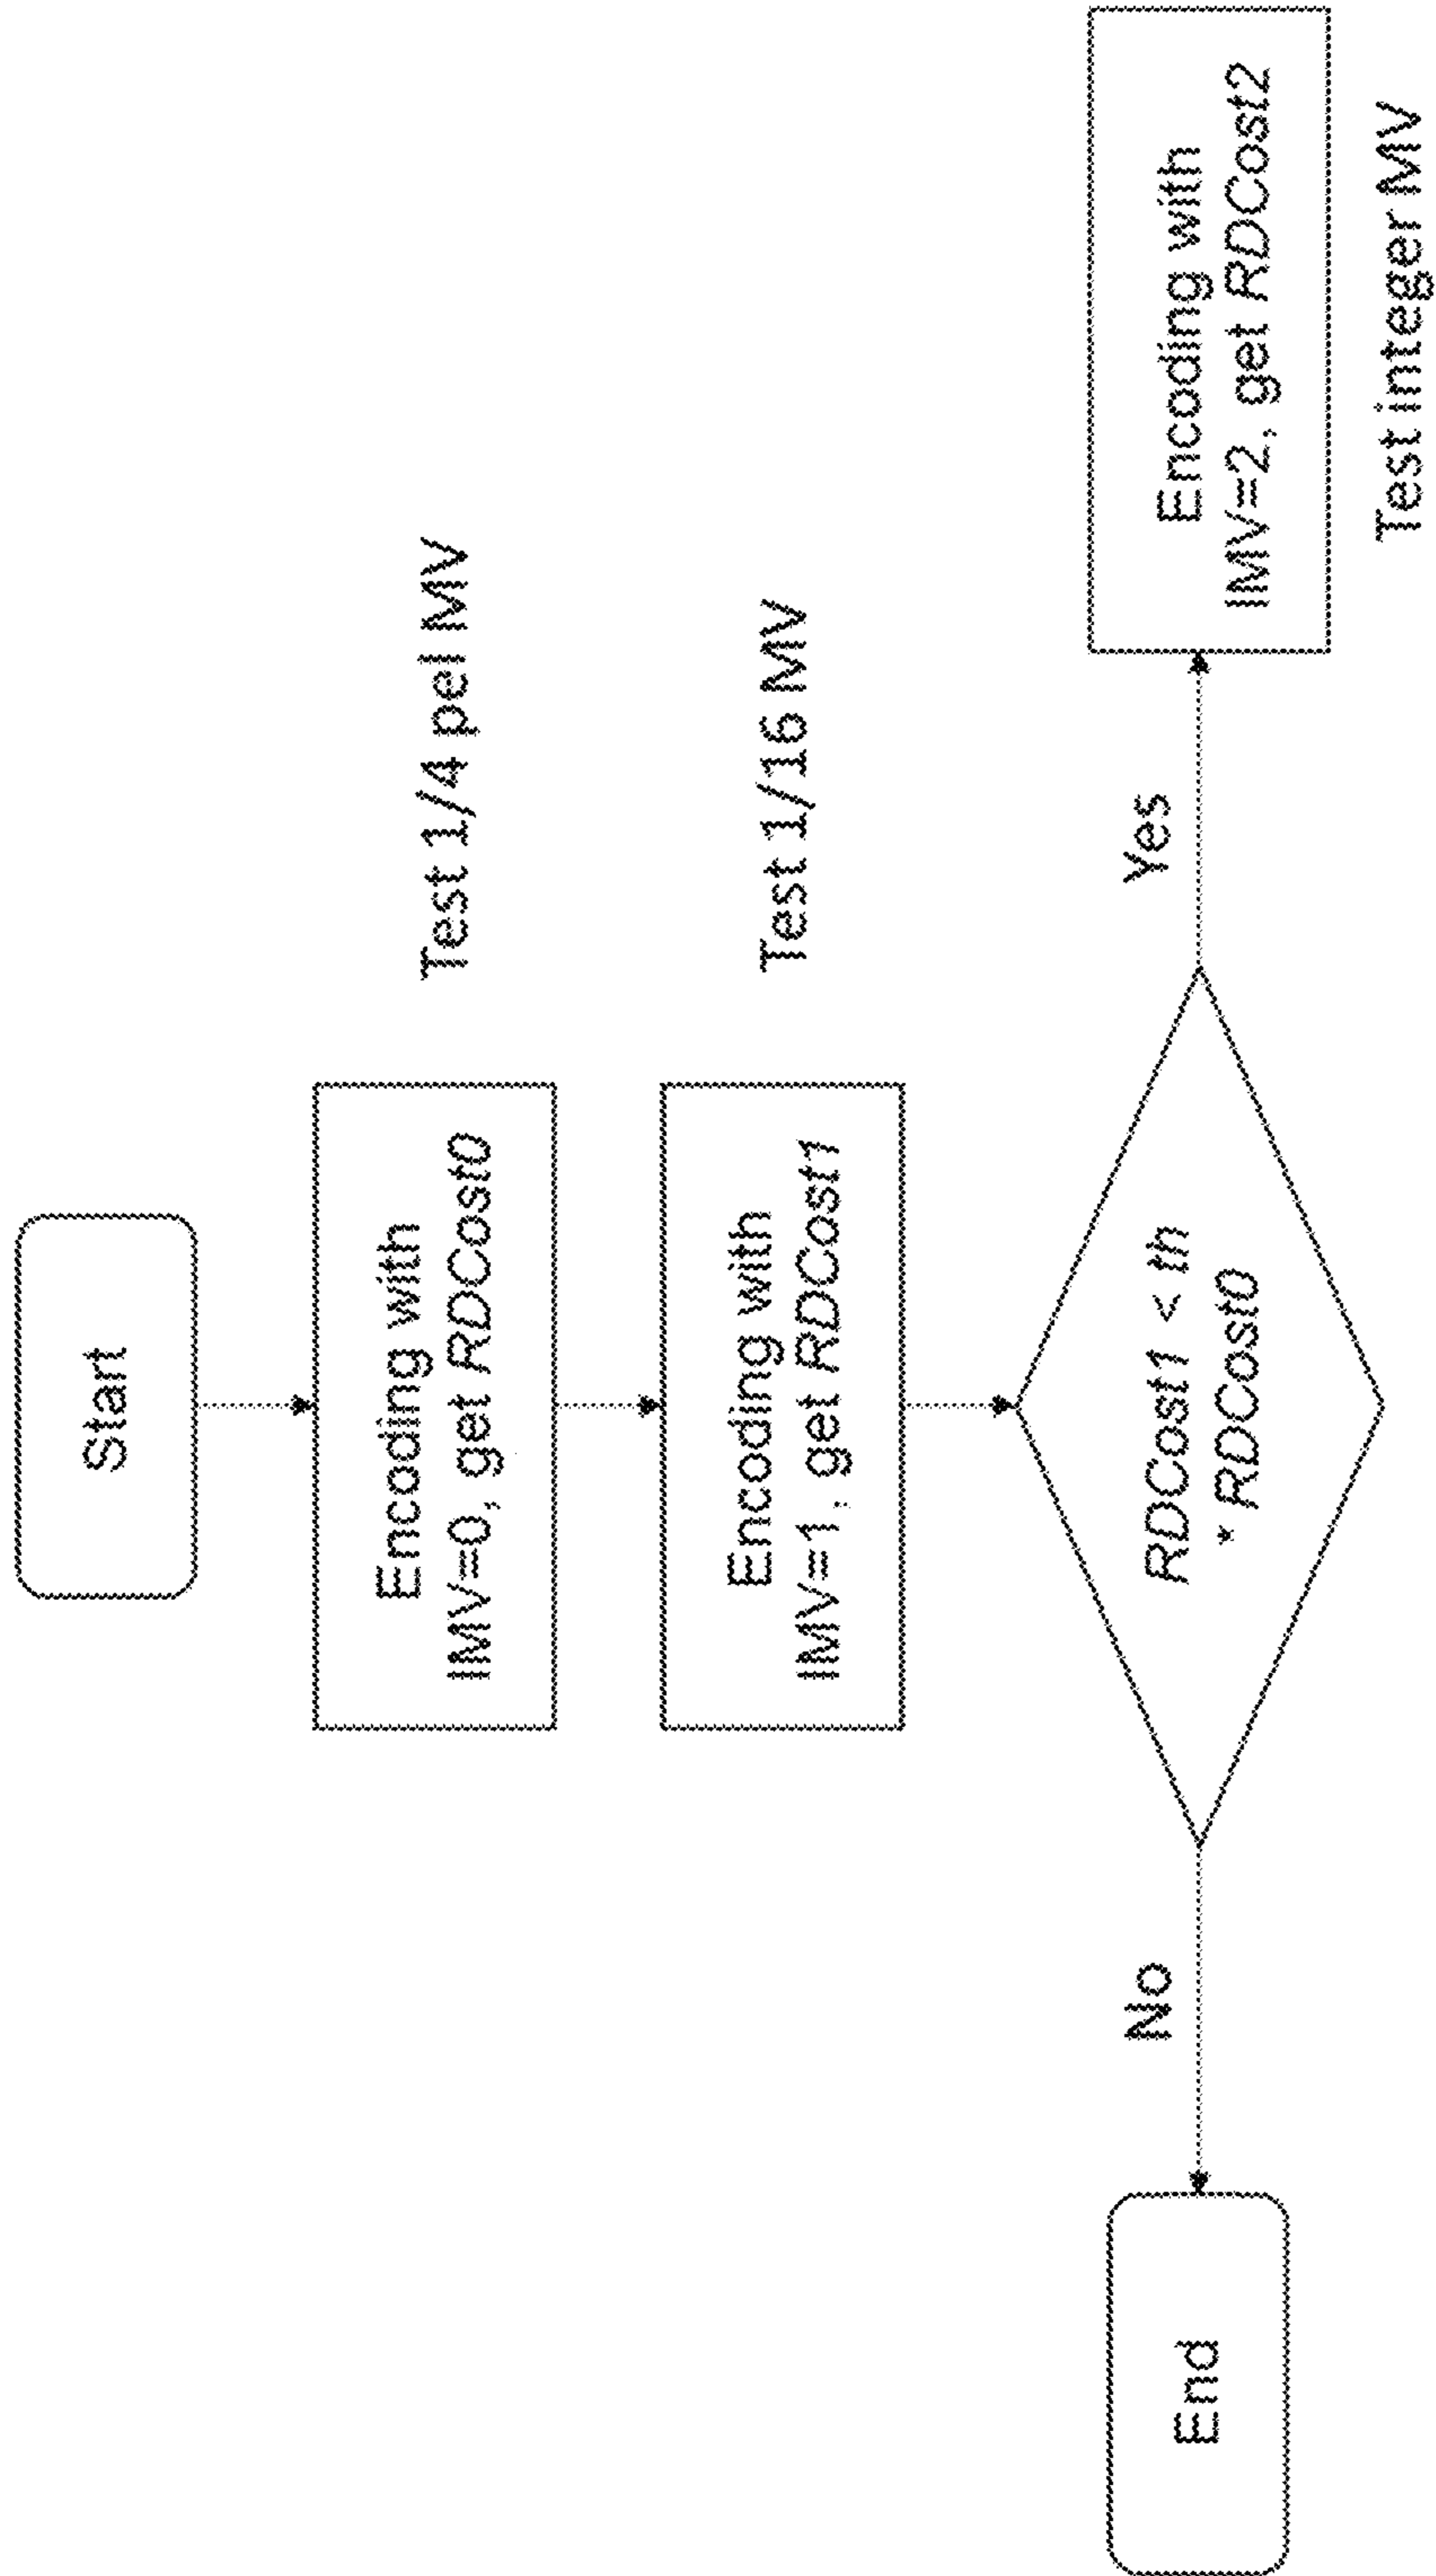 Start
Encoding with
IMV=0, get RDCost0
Test 1/4 pel MV
Encoding with
IMV=1, get RDCost1
Test 1/16 MV
RDCost1 < th
* RDCost0
No
Yes
End
Encoding with
IMV=2, get RDCost2
Test integer MV